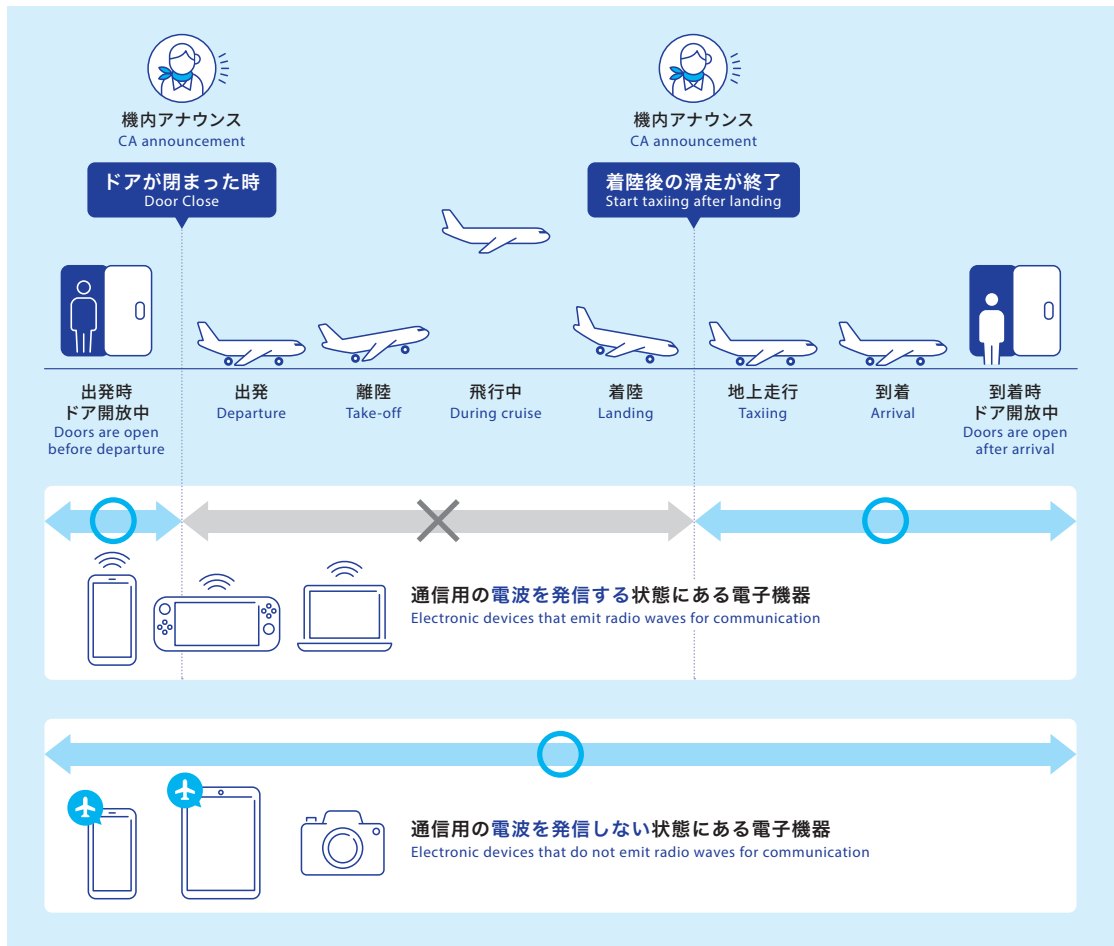 機内アナウンス
CA announcement
機内アナウンス
CA announcement
ドアが閉まった時
Door Close
着陸後の滑走が終了
Start taxiing after landing
出発時
ドア開放中
Doors are open
before departure
出発
Departure
離陸
Take-off
飛行中
During cruise
着陸
Landing
地上走行
Taxiing
到着
Arrival
到着時
ドア開放中
Doors are open
after arrival
通信用の電波を発信する状態にある電子機器
Electronic devices that emit radio waves for communication
通信用の電波を発信しない状態にある電子機器
Electronic devices that do not emit radio waves for communication